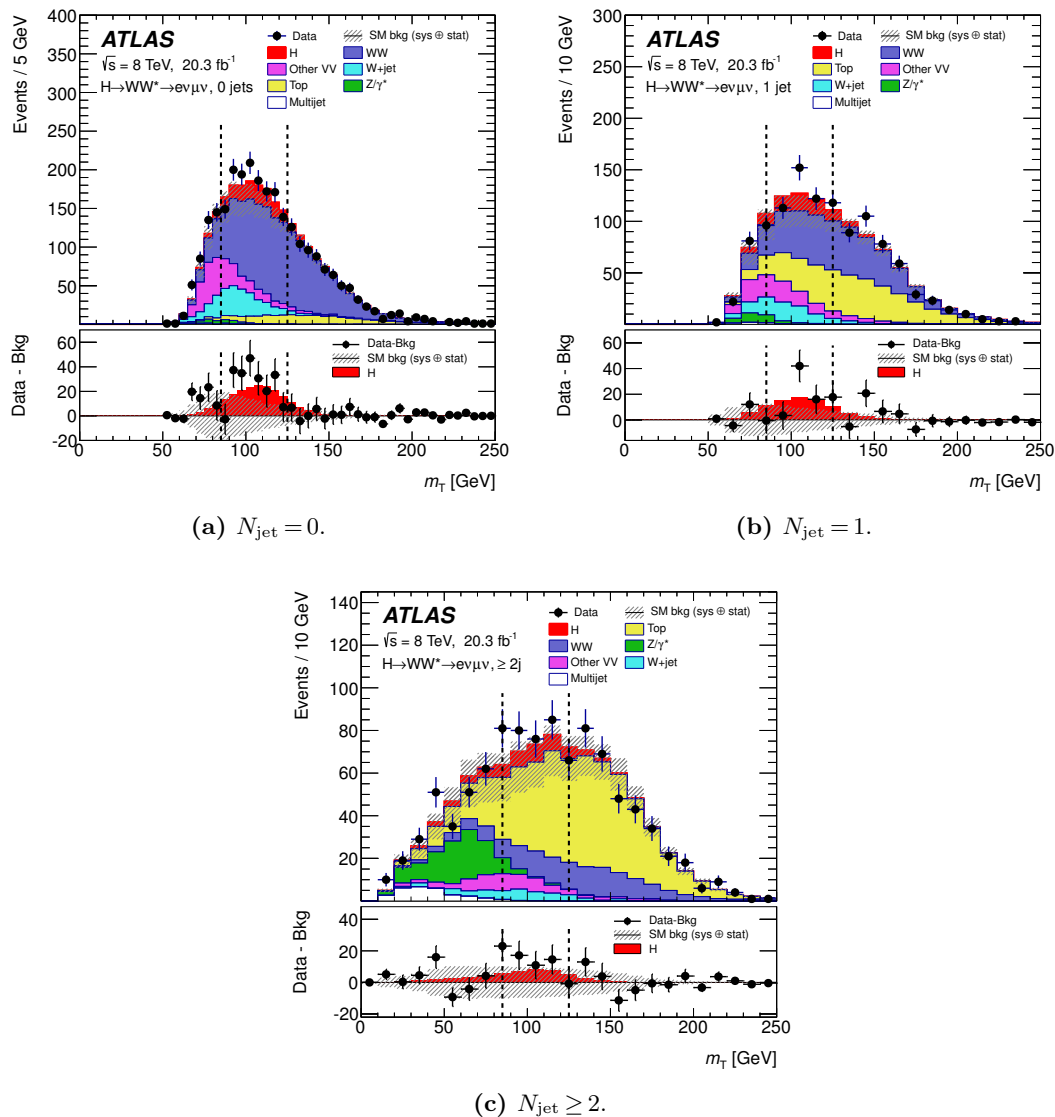 ATLAS
√s = 8 TeV, 20.3 fb⁻¹
H→WW*→eνμν, 0 jets
Data
SM bkg (sys ⊕ stat)
H
WW
Other VV
W+jet
Top
Z/γ*
Multijet
Events / 5 GeV
400
350
300
250
200
150
100
50
Data - Bkg
60
40
20
0
-20
Data-Bkg
SM bkg (sys ⊕ stat)
H
0 50 100 150 200 250
m_T [GeV]
(a) N_jet = 0.
ATLAS
√s = 8 TeV, 20.3 fb⁻¹
H→WW*→eνμν, 1 jet
Data
SM bkg (sys ⊕ stat)
H
WW
Top
Other VV
W+jet
Z/γ*
Multijet
Events / 10 GeV
300
250
200
150
100
50
Data - Bkg
60
40
20
0
Data-Bkg
SM bkg (sys ⊕ stat)
H
0 50 100 150 200 250
m_T [GeV]
(b) N_jet = 1.
ATLAS
√s = 8 TeV, 20.3 fb⁻¹
H→WW*→eνμν, ≥ 2j
Data
SM bkg (sys ⊕ stat)
H
Top
WW
Z/γ*
Other VV
W+jet
Multijet
Events / 10 GeV
140
120
100
80
60
40
20
Data - Bkg
40
20
0
-20
Data-Bkg
SM bkg (sys ⊕ stat)
H
0 50 100 150 200 250
m_T [GeV]
(c) N_jet ≥ 2.